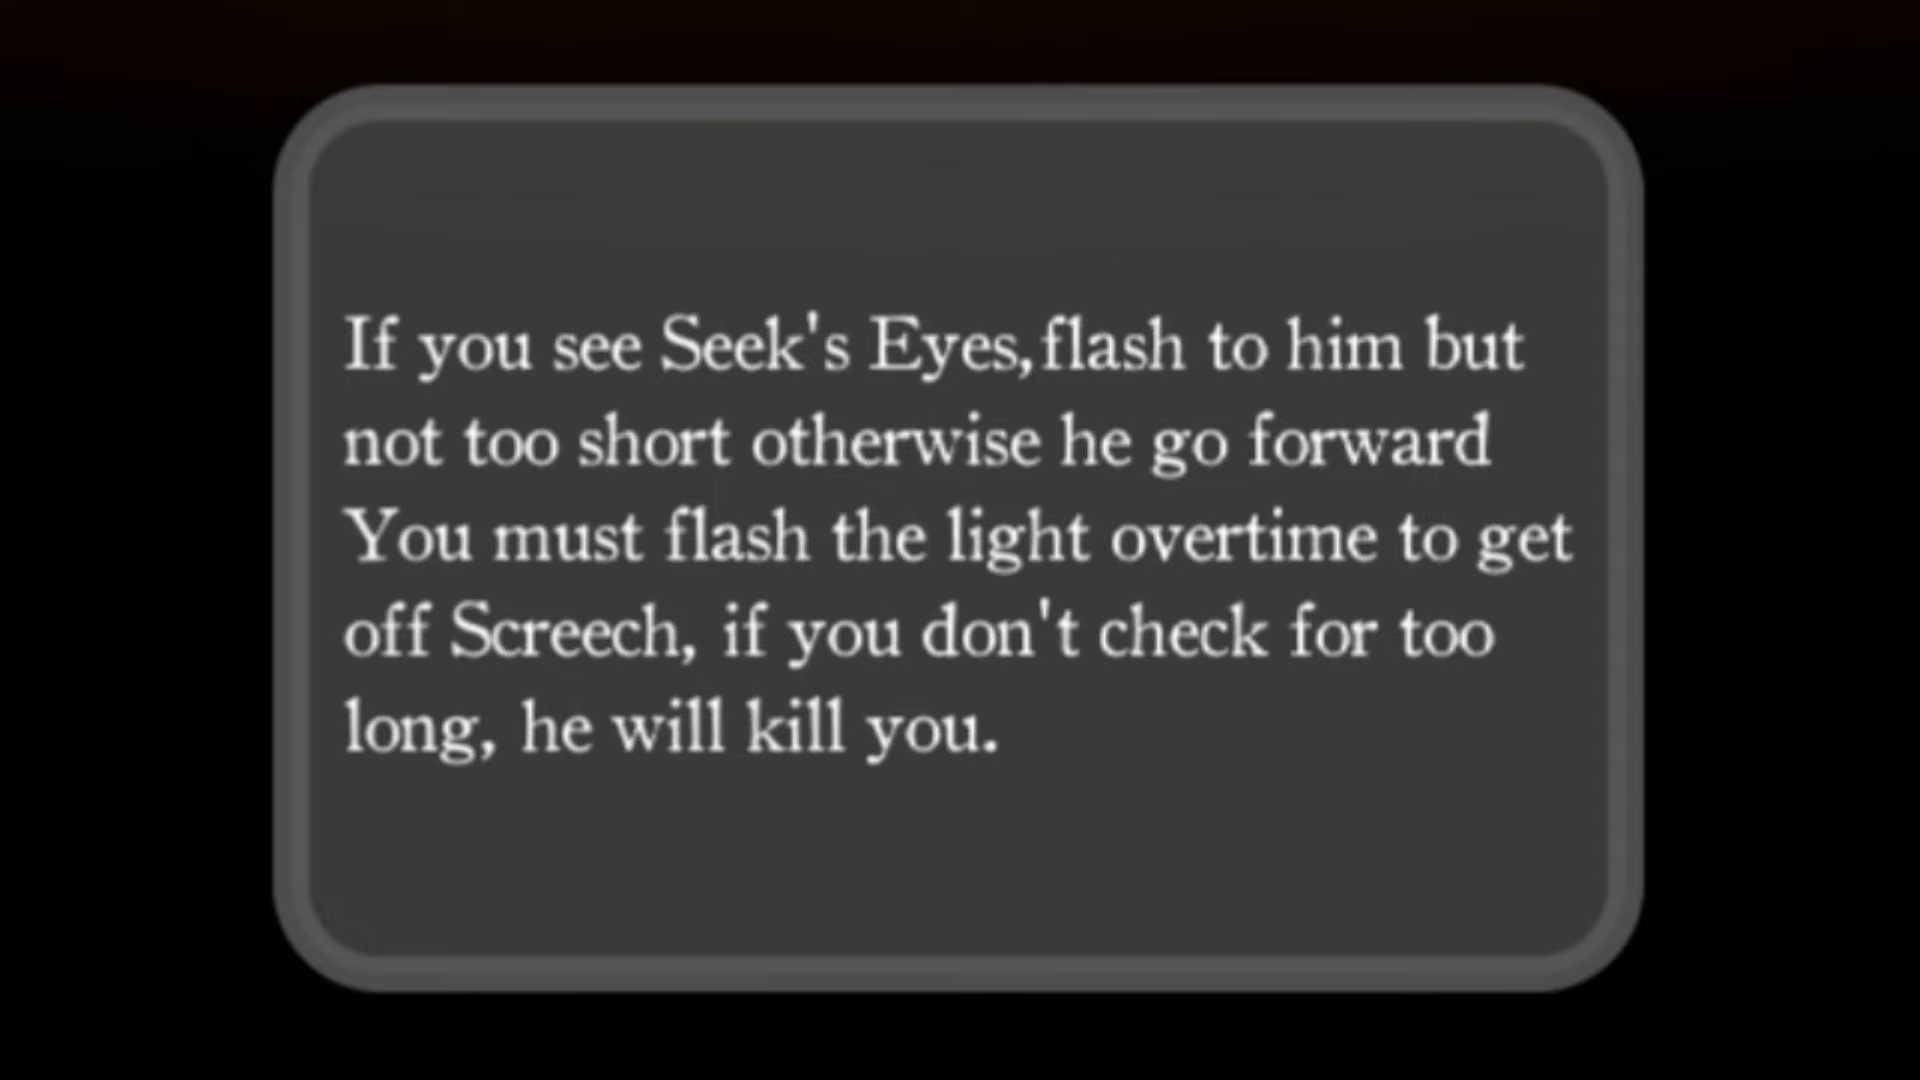 If you see Seek's Eyes,flash to him but
not too short otherwise he go forward
You must flash the light overtime to get
off Screech, if you don't check for too
long, he will kill you.